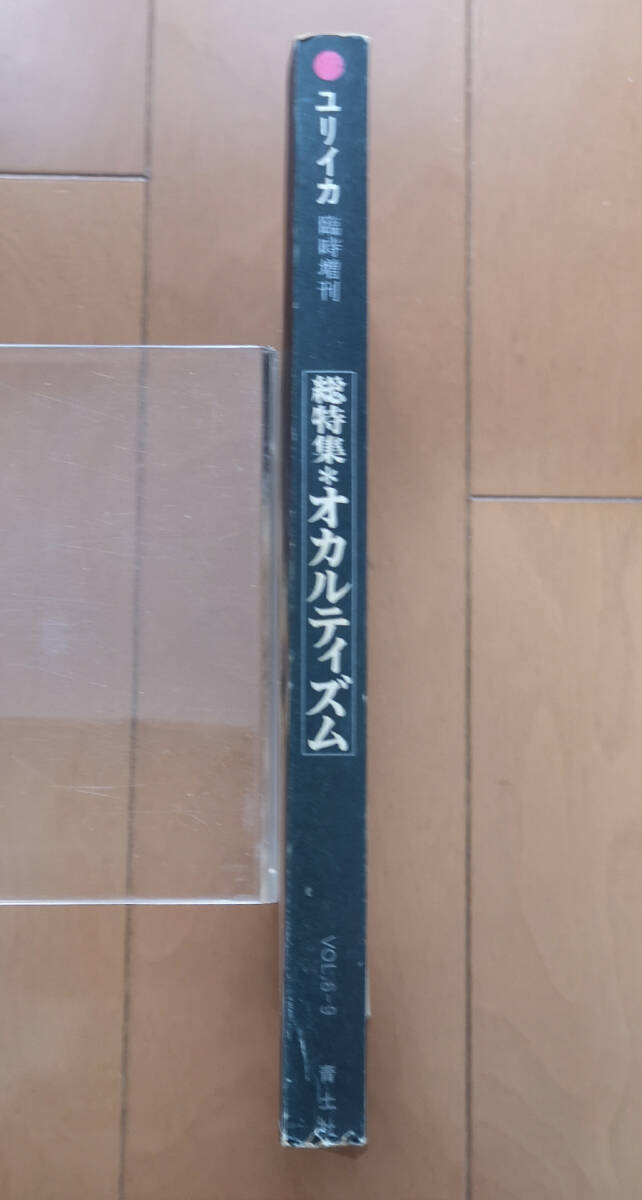 ユリイカ 臨時増刊
総特集*オカルティズム
VOL.6-9
青土社